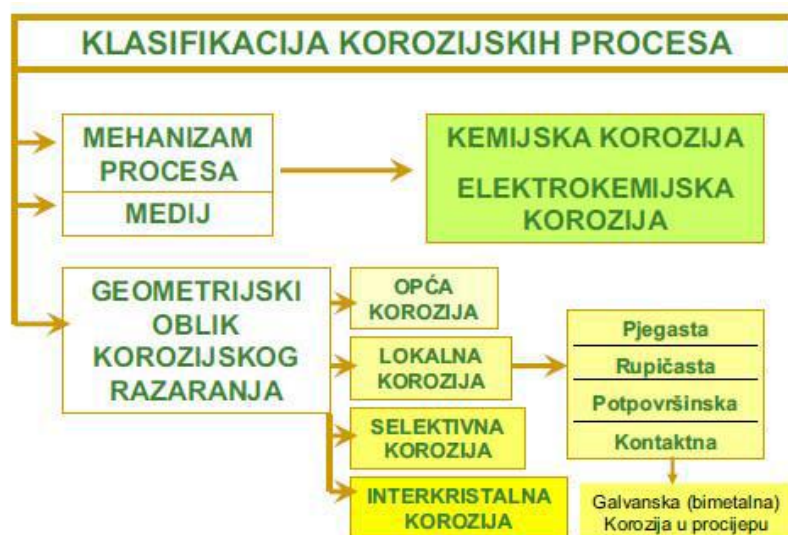 KLASIFIKACIJA KOROZIJSKIH PROCESA
MEHANIZAM
PROCESA
MEDIJ
KEMIJSKA KOROZIJA
ELEKTROKEMIJSKA
KOROZIJA
GEOMETRIJSKI
OBLIK
KOROZIJSKOG
RAZARANJA
OPĆA
KOROZIJA
LOKALNA
KOROZIJA
SELEKTIVNA
KOROZIJA
INTERKRISTALNA
KOROZIJA
Pjegasta
Rupičasta
Potpovršinska
Kontaktna
Galvanska (bimetalna)
Korozija u procijepu